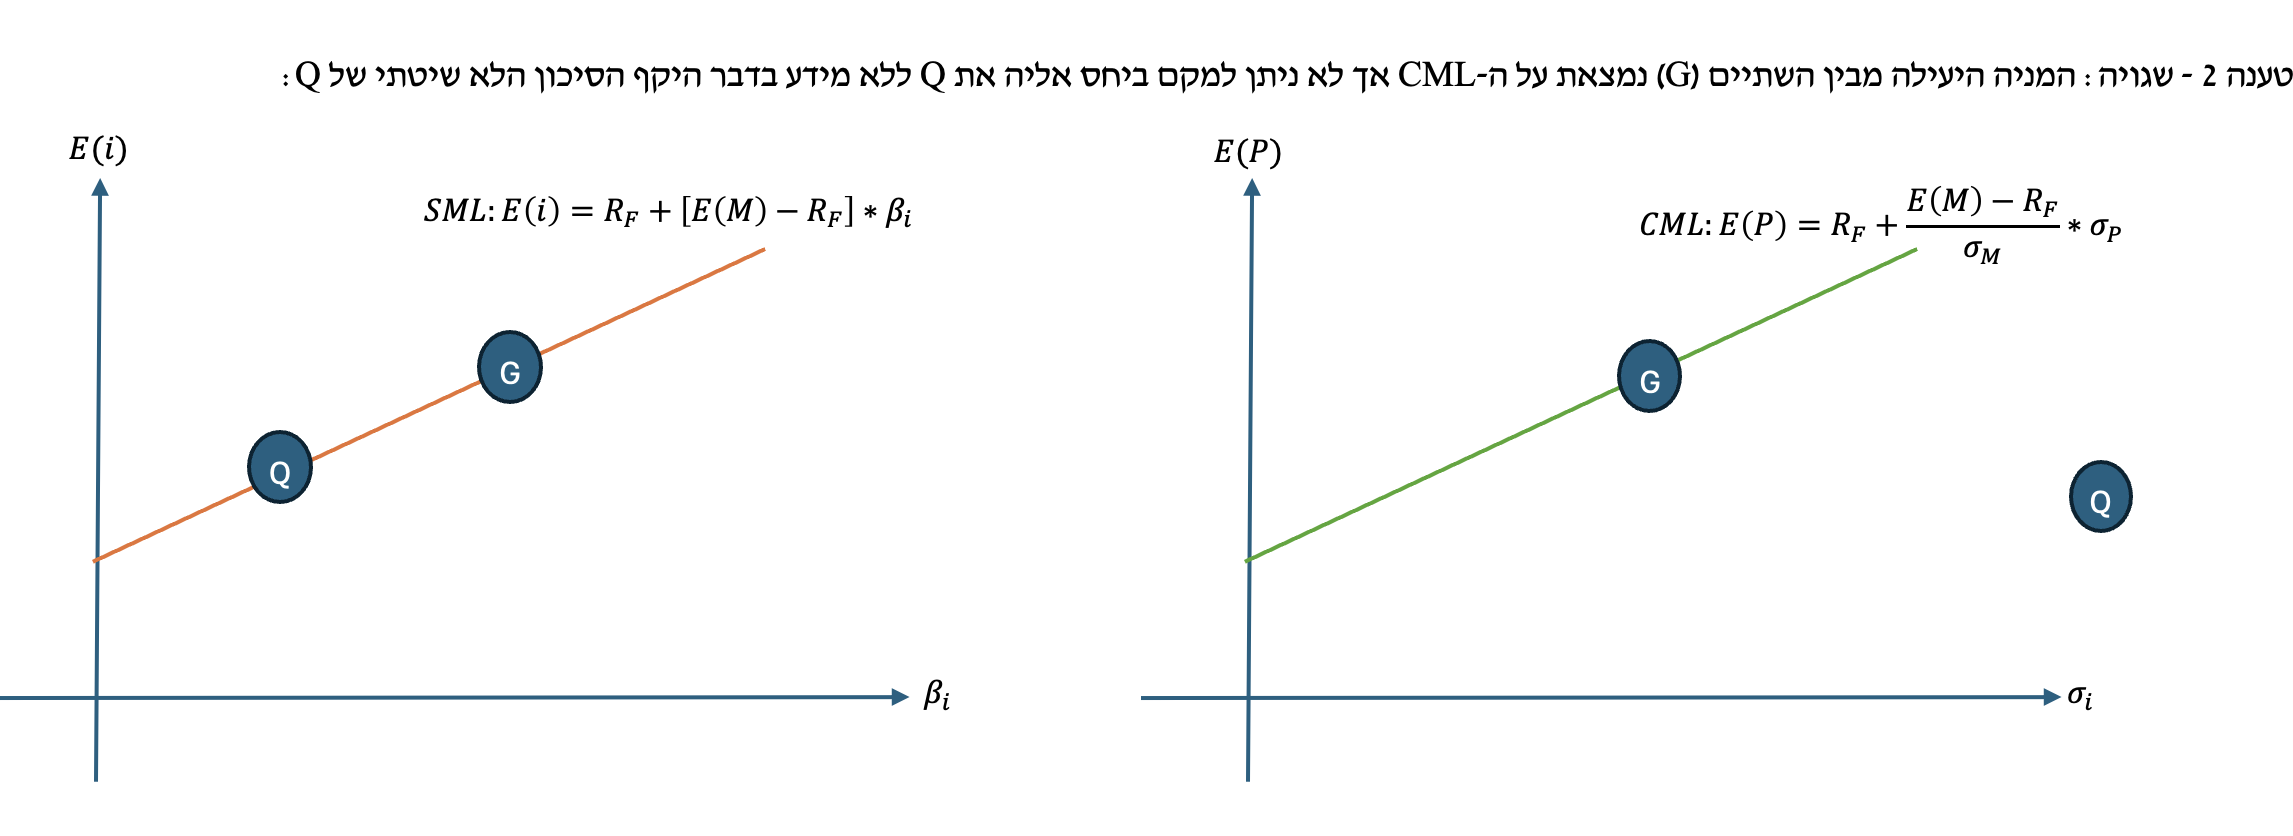 טענה 2 - שגויה: המניה היעילה מבין השתיים (G) נמצאת על ה-CML אך לא ניתן למקם ביחס אליה את Q ללא מידע בדבר היקף הסיכון הלא שיטתי של Q:
E(i)
SML: E(i) = R_F + [E(M) − R_F] * β_i
G
Q
β_i
E(P)
CML: E(P) = R_F + \frac{E(M) − R_F}{σ_M} * σ_P
G
Q
σ_i